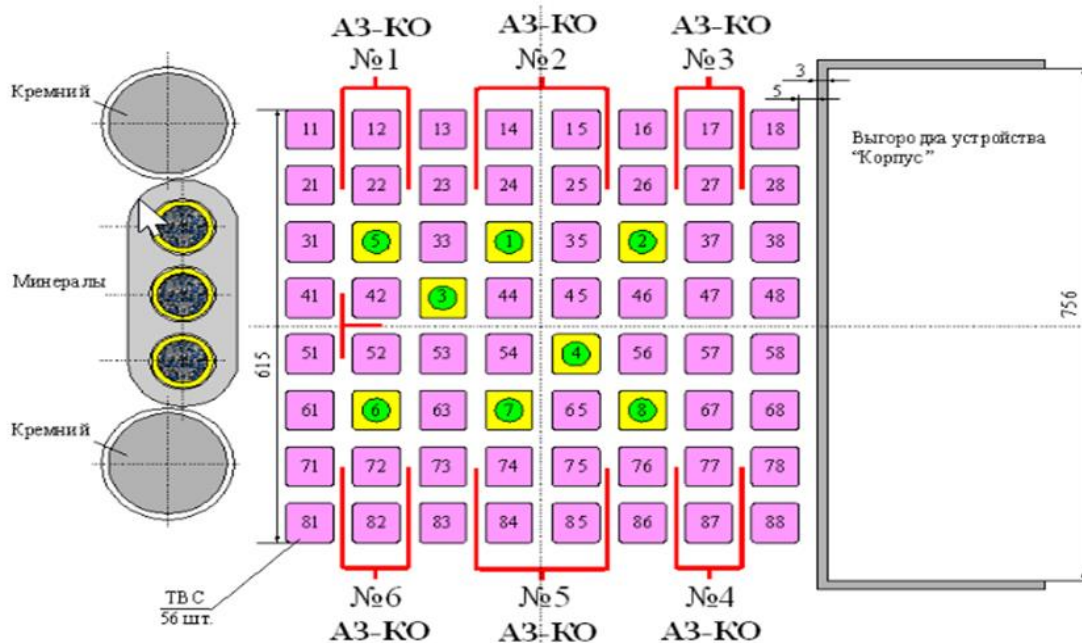 АЗ-КО АЗ-КО АЗ-КО
№1 №2 №3
Кремний
3
5
11 12 13 14 15 16 17 18
Выгородка устройства
“Корпус”
21 22 23 24 25 26 27 28
31 5 33 1 35 2 37 38
Минералы
41 42 3 44 45 46 47 48
756
615
51 52 53 54 4 56 57 58
61 6 63 7 65 8 67 68
Кремний
71 72 73 74 75 76 77 78
81 82 83 84 85 86 87 88
ТВС
56 шт.
№6 №5 №4
АЗ-КО АЗ-КО АЗ-КО